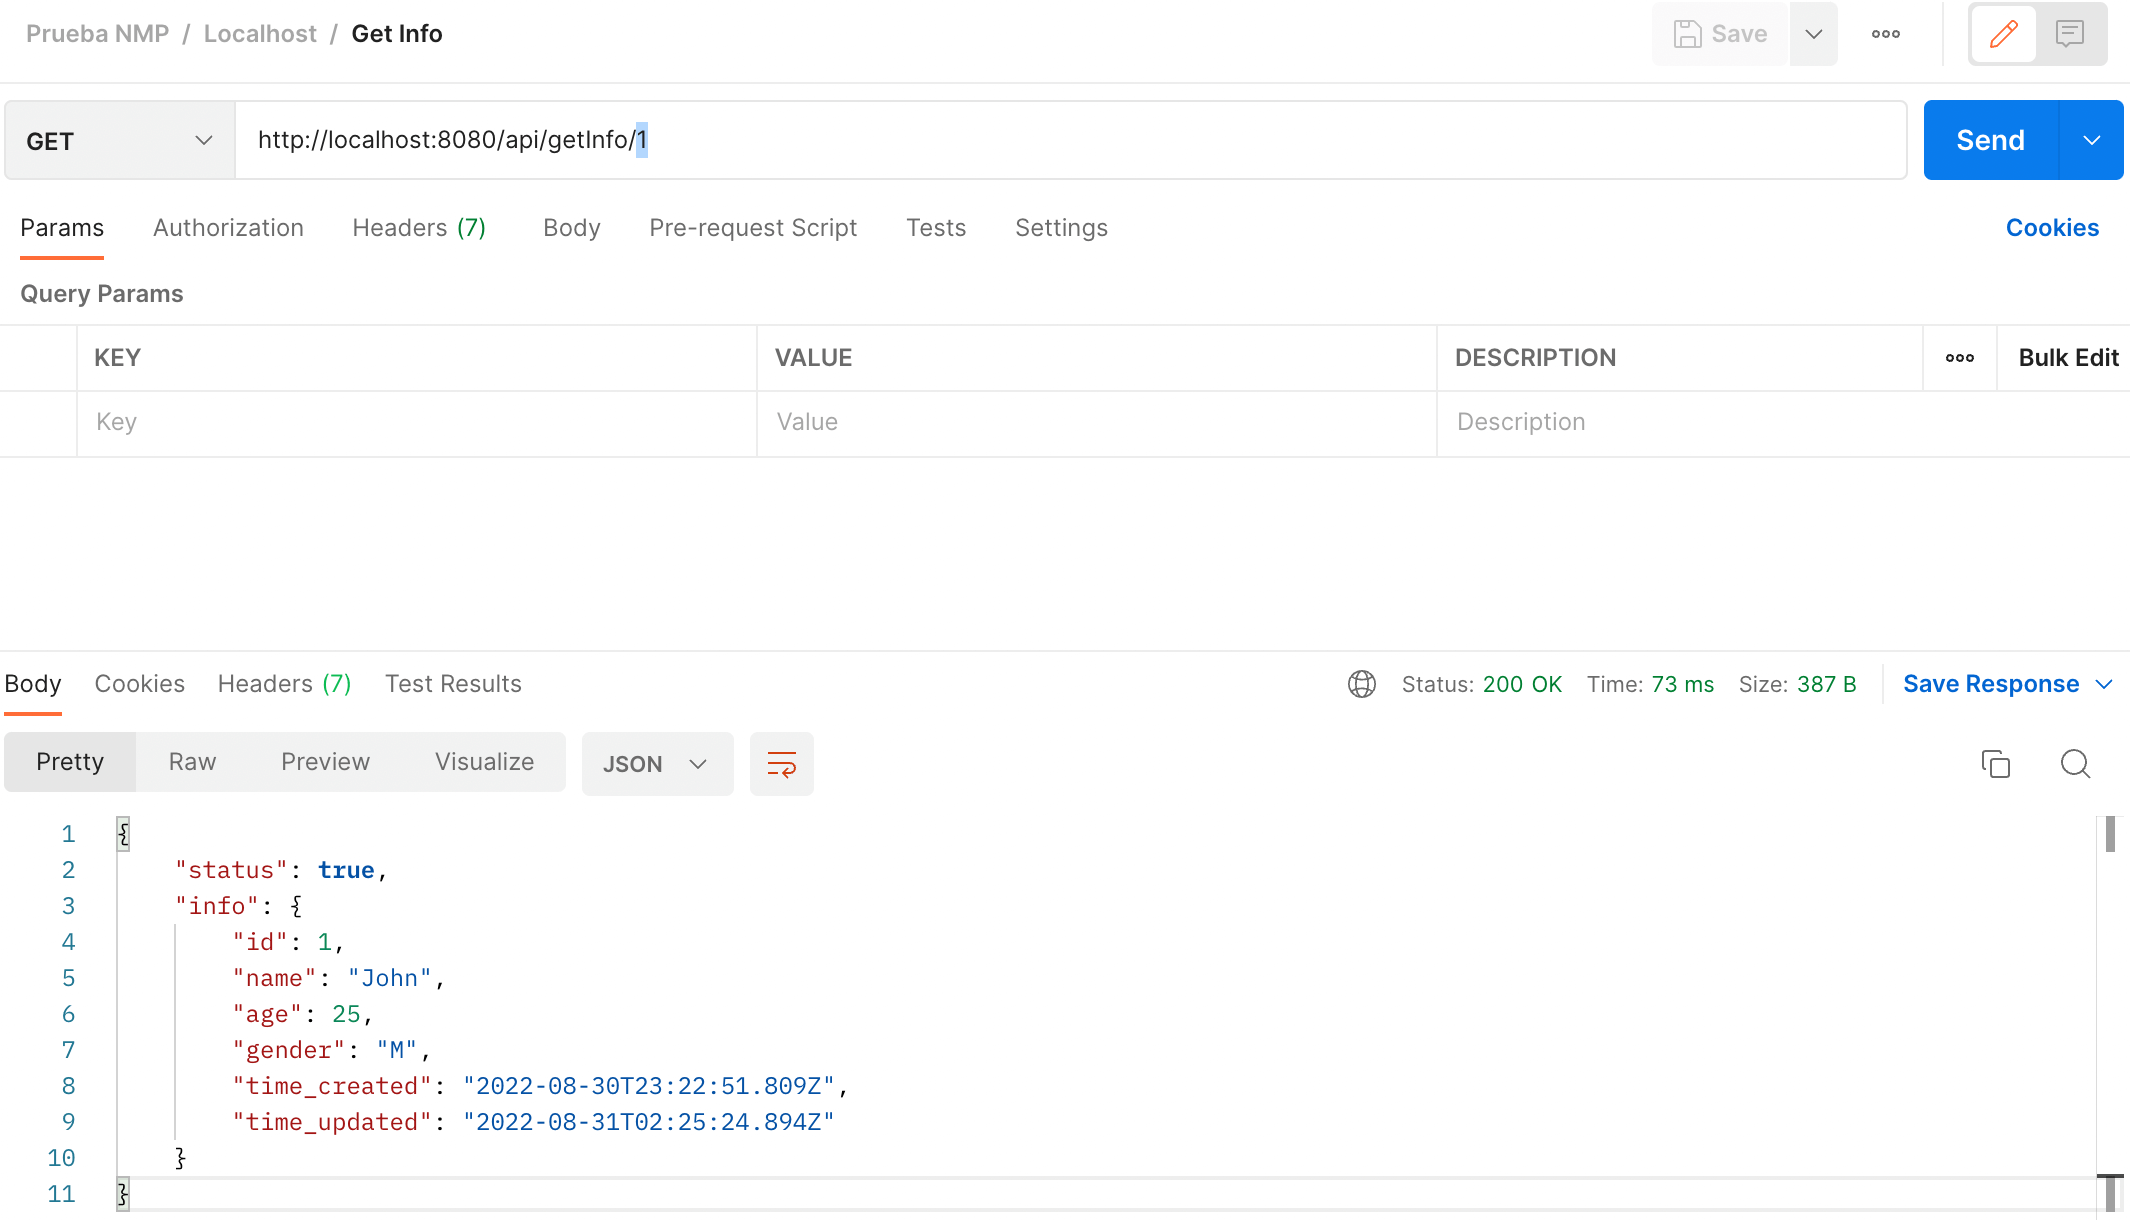 Prueba NMP / Localhost / Get Info
Save
GET
http://localhost:8080/api/getInfo/1
Send
Params Authorization Headers (7) Body Pre-request Script Tests Settings Cookies
Query Params
KEY VALUE DESCRIPTION ooo Bulk Edit
Key Value Description
Body Cookies Headers (7) Test Results Status: 200 OK Time: 73 ms Size: 387 B Save Response
Pretty Raw Preview Visualize JSON
1 {
2 "status": true,
3 "info": {
4 "id": 1,
5 "name": "John",
6 "age": 25,
7 "gender": "M",
8 "time_created": "2022-08-30T23:22:51.809Z",
9 "time_updated": "2022-08-31T02:25:24.894Z"
10 }
11 }